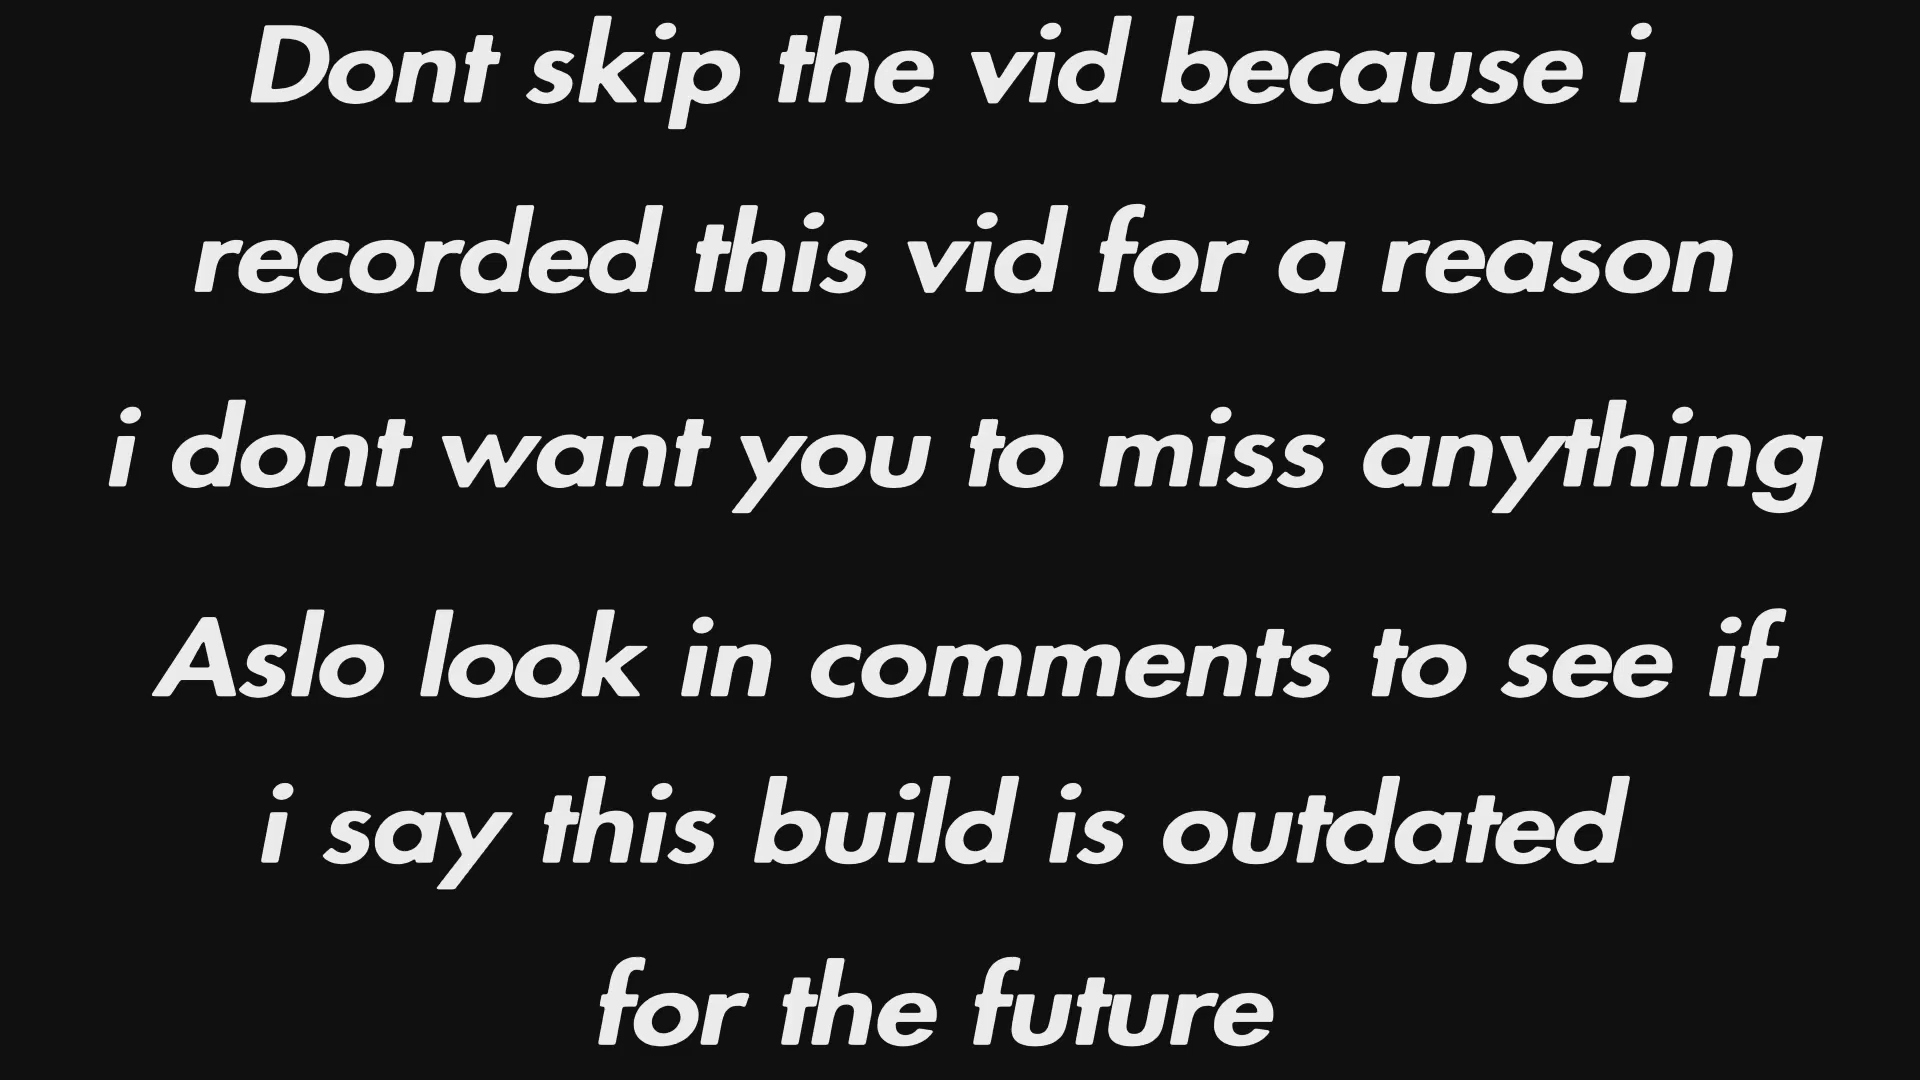 Dont skip the vid because i
recorded this vid for a reason
i dont want you to miss anything
Aslo look in comments to see if
i say this build is outdated
for the future